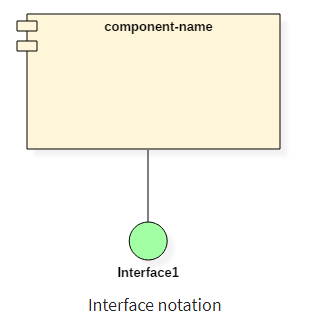 component-name
Interface1
Interface notation